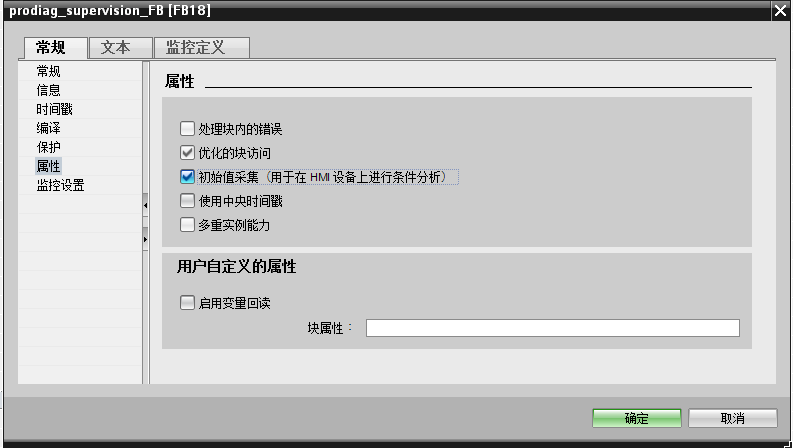 prodiag_supervision_FB [FB18]
常规 文本 监控定义
常规
信息
时间戳
编译
保护
属性
监控设置
属性
处理块内的错误
优化的块访问
初始值采集（用于在 HMI 设备上进行条件分析）
使用中央时间戳
多重实例能力
用户自定义的属性
启用变量回读
块属性：
确定 取消